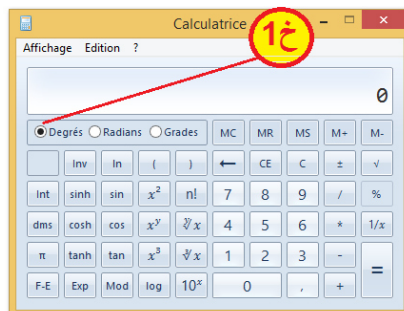 Calculatrice
خ1
Affichage Edition ?
0
Degrés Radians Grades MC MR MS M+ M-
Inv ln ( ) ← CE C ± √
Int sinh sin x² n! 7 8 9 / %
dms cosh cos xʸ ʸ√x 4 5 6 * 1/x
π tanh tan x³ ³√x 1 2 3 - =
F-E Exp Mod log 10ˣ 0 , +